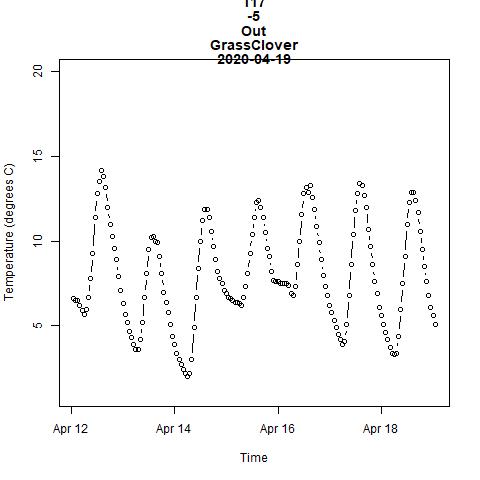 117
-5
Out
GrassClover
2020-04-19
Temperature (degrees C)
20
15
10
5
Apr 12
Apr 14
Apr 16
Apr 18
Time